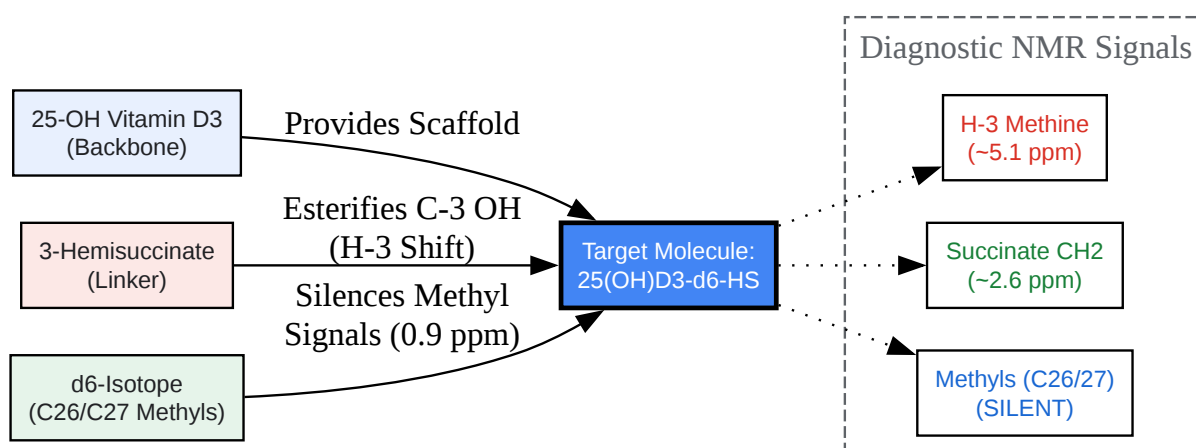 Diagnostic NMR Signals
25-OH Vitamin D3
(Backbone)
Provides Scaffold
H-3 Methine
(~5.1 ppm)
3-Hemisuccinate
(Linker)
Esterifies C-3 OH
(H-3 Shift)
Target Molecule:
25(OH)D3-d6-HS
Succinate CH2
(~2.6 ppm)
Silences Methyl
Signals (0.9 ppm)
d6-Isotope
(C26/C27 Methyls)
Methyls (C26/27)
(SILENT)